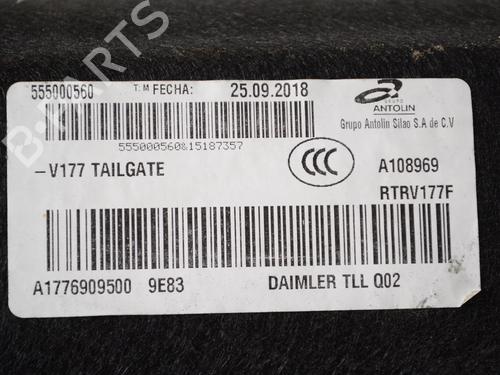 555000560 T.M FECHA: 25.09.2018
GRUPO
ANTOLIN
Grupo Antolin Silao S.A de C.V
555000560&15187357
-V177 TAILGATE
CCC
A108969
RTRV177F
A1776909500 9E83 DAIMLER TLL Q02
B-PARTS